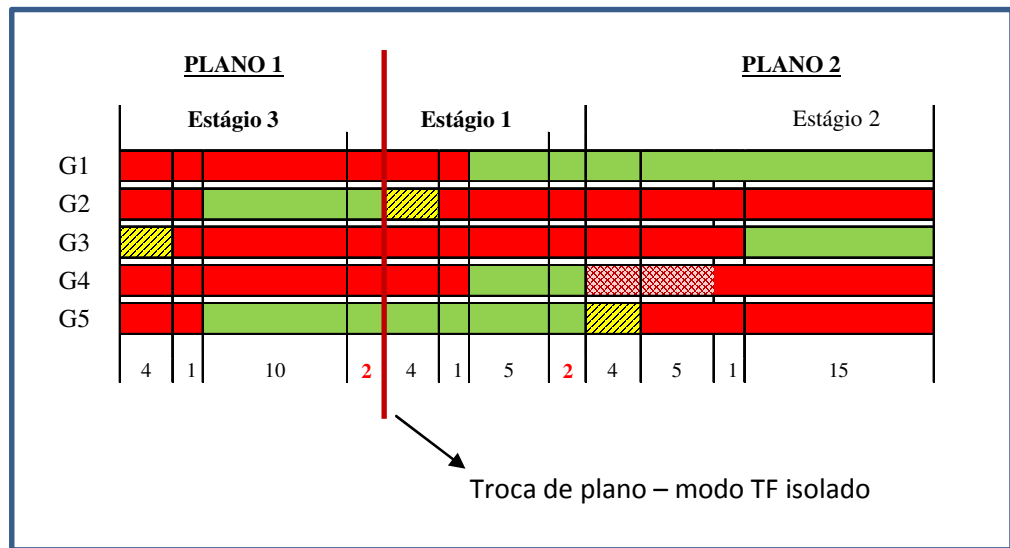 PLANO 1 PLANO 2
Estágio 3 Estágio 1 Estágio 2
G1
G2
G3
G4
G5
4 1 10 2 4 1 5 2 4 5 1 15
Troca de plano – modo TF isolado